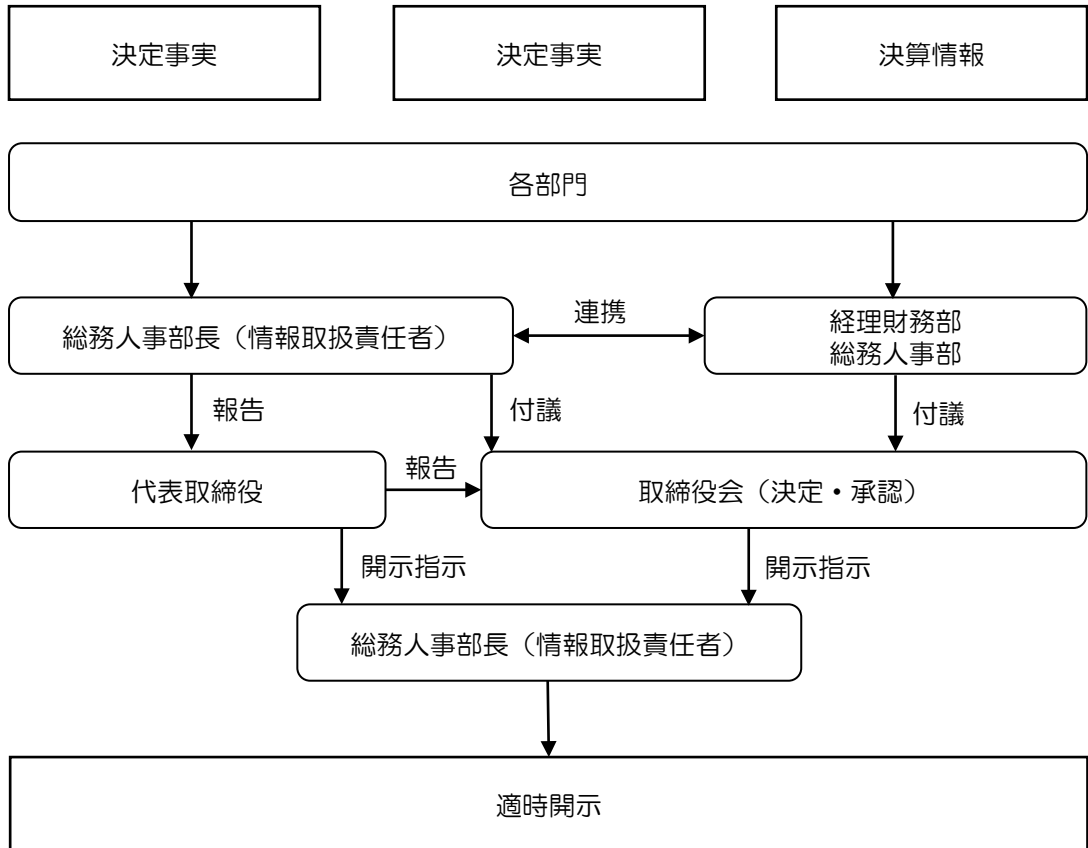 決定事実
決定事実
決算情報
各部門
総務人事部長（情報取扱責任者）
連携
経理財務部
総務人事部
報告
付議
付議
代表取締役
報告
取締役会（決定・承認）
開示指示
開示指示
総務人事部長（情報取扱責任者）
適時開示